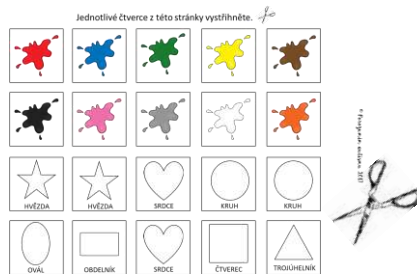 Jednotlivé čtverce z této stránky vystřihněte.
HVĚZDA HVĚZDA SRDCE KRUH KRUH
OVÁL OBDELNÍK SRDCE ČTVEREC TROJÚHELNÍK